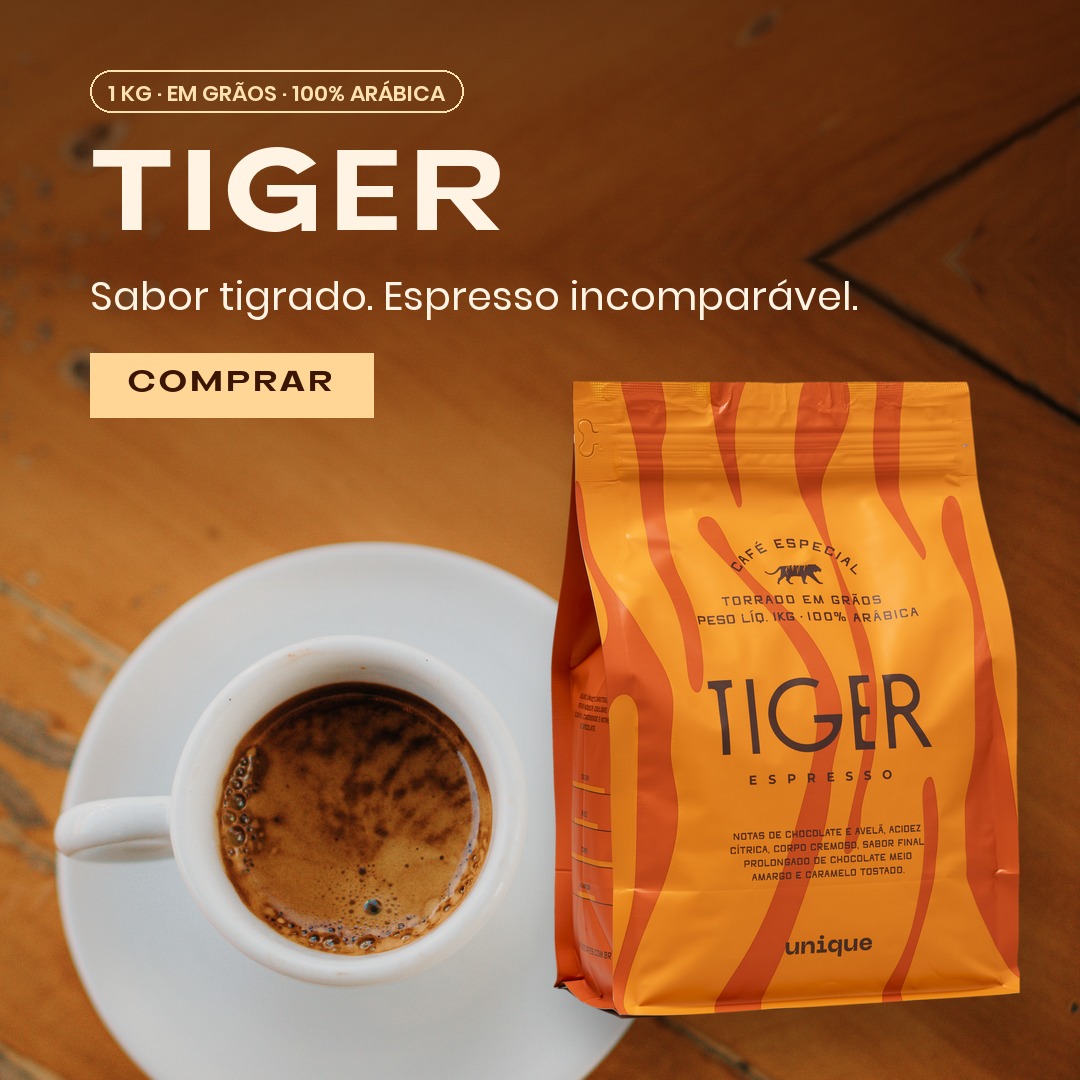 1 KG · EM GRÃOS · 100% ARÁBICA
TIGER
Sabor tigrado. Espresso incomparável.
COMPRAR
CAFÉ ESPECIAL
TORRADO EM GRÃOS
PESO LÍQ. 1KG · 100% ARÁBICA
TIGER
ESPRESSO
NOTAS DE CHOCOLATE E AVELÃ, ACIDEZ
CÍTRICA, CORPO CREMOSO, SABOR FINAL
PROLONGADO DE CHOCOLATE MEIO
AMARGO E CARAMELO TOSTADO.
unique